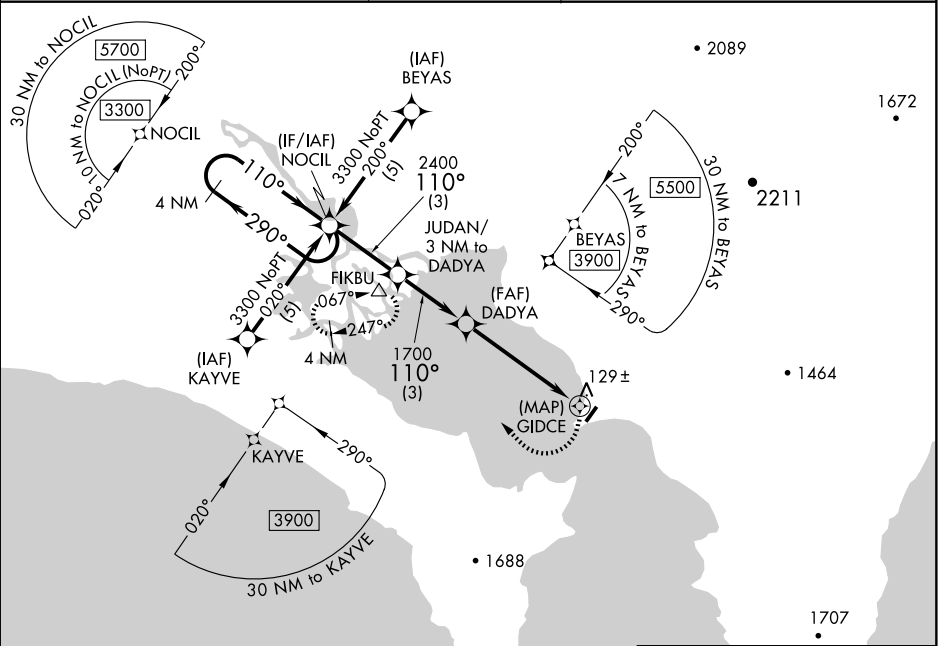 30 NM to NOCIL
5700
10 NM to NOCIL (NoPT)
200°
3300
NOCIL
020°
(IAF)
BEYAS
2089
1672
(IF/IAF)
NOCIL
3300 NoPT
200°
(5)
110°
4 NM
290°
2400
110°
(3)
JUDAN/
3 NM to
DADYA
200°
7 NM to BEYAS
5500
30 NM to BEYAS
2211
BEYAS
3900
290°
FIKBU
067°
247°
4 NM
3300 NoPT
020°
(5)
(FAF)
DADYA
(IAF)
KAYVE
1700
110°
(3)
1464
129±
(MAP)
GIDCE
KAYVE
290°
020°
3900
30 NM to KAYVE
1688
1707